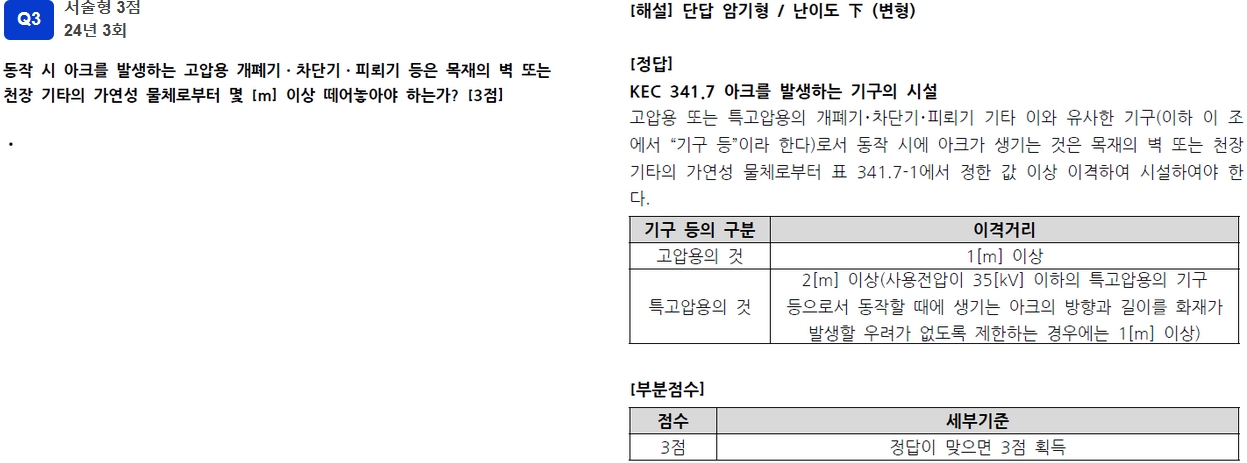 Q3
서술형 3점
24년 3회
동작 시 아크를 발생하는 고압용 개폐기 · 차단기 · 피뢰기 등은 목재의 벽 또는
천장 기타의 가연성 물체로부터 몇 [m] 이상 떼어놓아야 하는가? [3점]
•
[해설] 단답 암기형 / 난이도 下 (변형)
[정답]
KEC 341.7 아크를 발생하는 기구의 시설
고압용 또는 특고압용의 개폐기·차단기·피뢰기 기타 이와 유사한 기구(이하 이 조
에서 “기구 등”이라 한다)로서 동작 시에 아크가 생기는 것은 목재의 벽 또는 천장
기타의 가연성 물체로부터 표 341.7-1에서 정한 값 이상 이격하여 시설하여야 한
다.
기구 등의 구분 이격거리
고압용의 것 1[m] 이상
특고압용의 것 2[m] 이상(사용전압이 35[kV] 이하의 특고압용의 기구
등으로서 동작할 때에 생기는 아크의 방향과 길이를 화재가
발생할 우려가 없도록 제한하는 경우에는 1[m] 이상)
[부분점수]
점수 세부기준
3점 정답이 맞으면 3점 획득